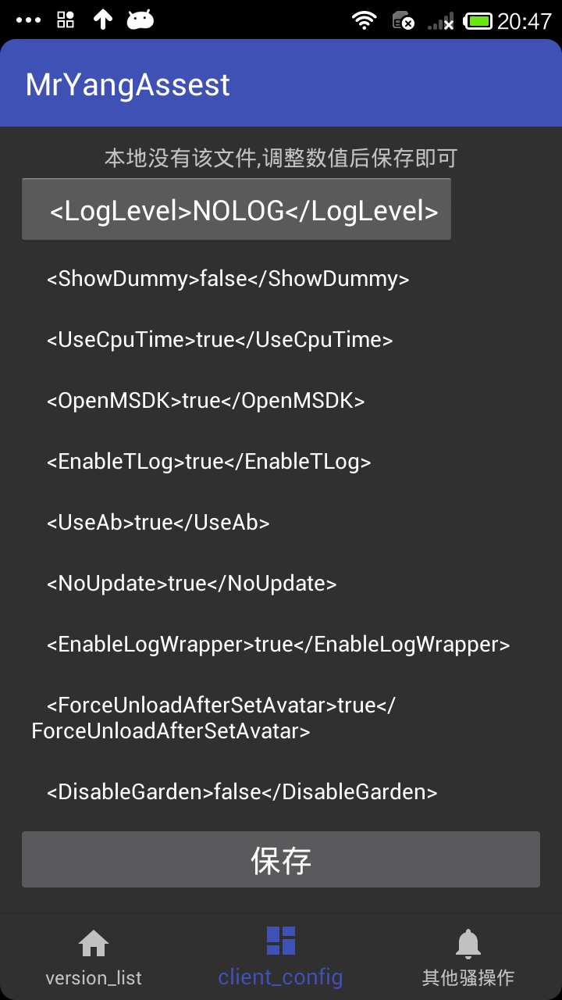 20:47
MrYangAssest
本地没有该文件,调整数值后保存即可
<LogLevel>NOLOG</LogLevel>
<ShowDummy>false</ShowDummy>
<UseCpuTime>true</UseCpuTime>
<OpenMSDK>true</OpenMSDK>
<EnableTLog>true</EnableTLog>
<UseAb>true</UseAb>
<NoUpdate>true</NoUpdate>
<EnableLogWrapper>true</EnableLogWrapper>
<ForceUnloadAfterSetAvatar>true</
ForceUnloadAfterSetAvatar>
<DisableGarden>false</DisableGarden>
保存
version_list
client_config
其他骚操作